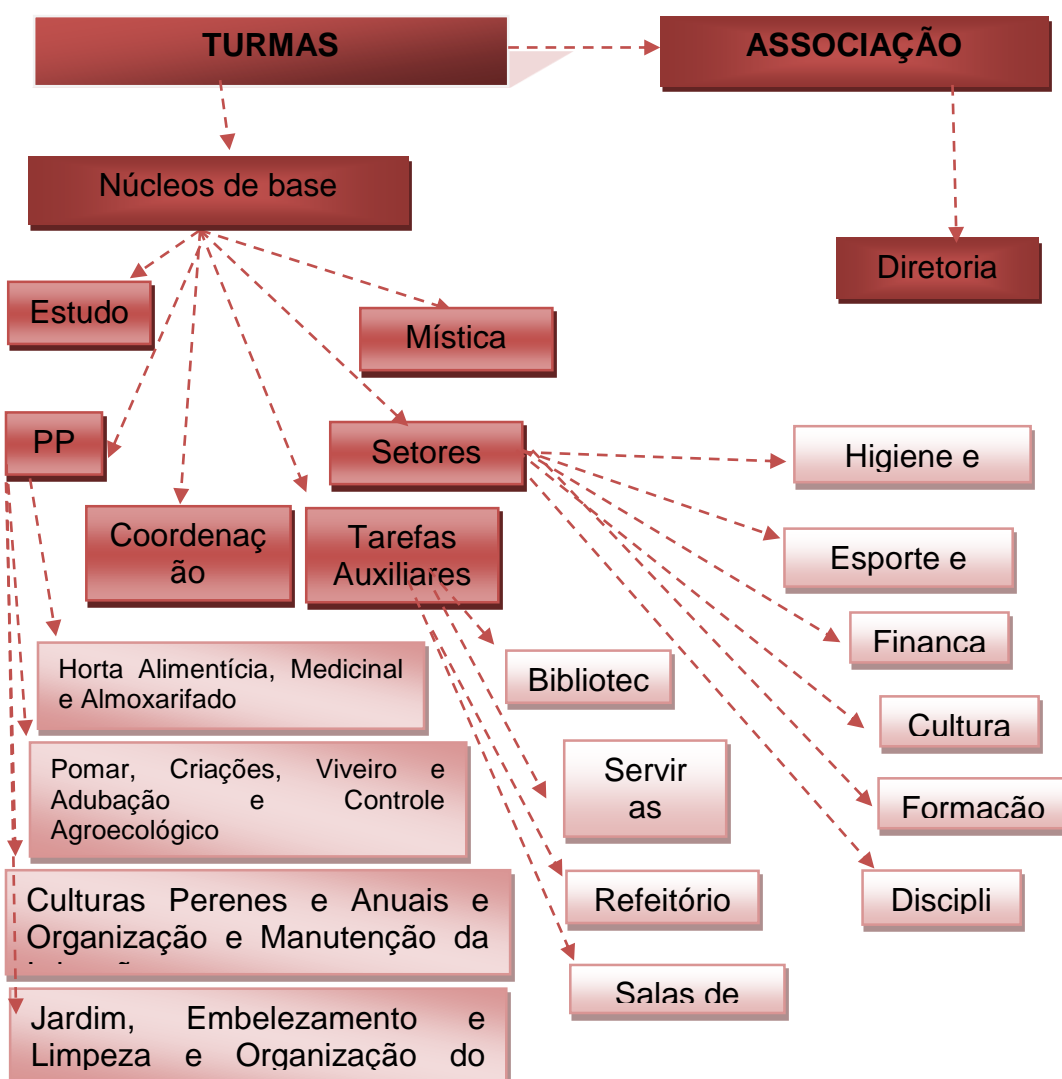 TURMAS
ASSOCIAÇÃO
Núcleos de base
Diretoria
Estudo
Mística
PP
Setores
Higiene e
Coordenaç
ão
Tarefas
Auxiliares
Esporte e
Financa
Horta Alimentícia, Medicinal
e Almoxarifado
Bibliotec
Cultura
Pomar, Criações, Viveiro e
Adubação e Controle
Agroecológico
Servir
as
Formacão
Culturas Perenes e Anuais e
Organização e Manutenção da
Refeitório
Discipli
Salas de
Jardim, Embelezamento e
Limpeza e Organização do